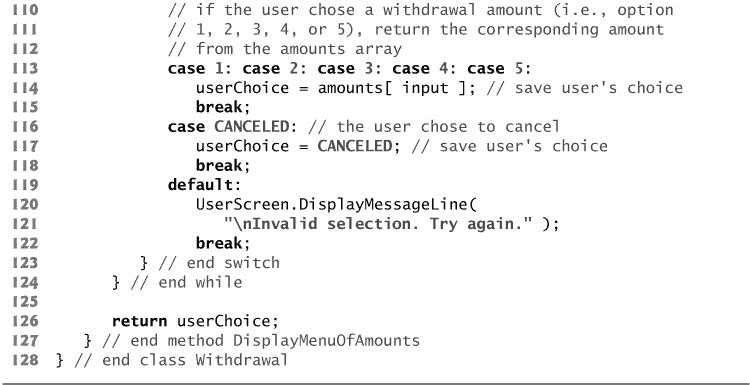 110 // if the user chose a withdrawal amount (i.e., option
111 // 1, 2, 3, 4, or 5), return the corresponding amount
112 // from the amounts array
113 case 1: case 2: case 3: case 4: case 5:
114 userChoice = amounts[ input ]; // save user's choice
115 break;
116 case CANCELED: // the user chose to cancel
117 userChoice = CANCELED; // save user's choice
118 break;
119 default:
120 UserScreen.DisplayMessageLine(
121 "\nInvalid selection. Try again." );
122 break;
123 } // end switch
124 } // end while
125
126 return userChoice;
127 } // end method DisplayMenuOfAmounts
128 } // end class Withdrawal